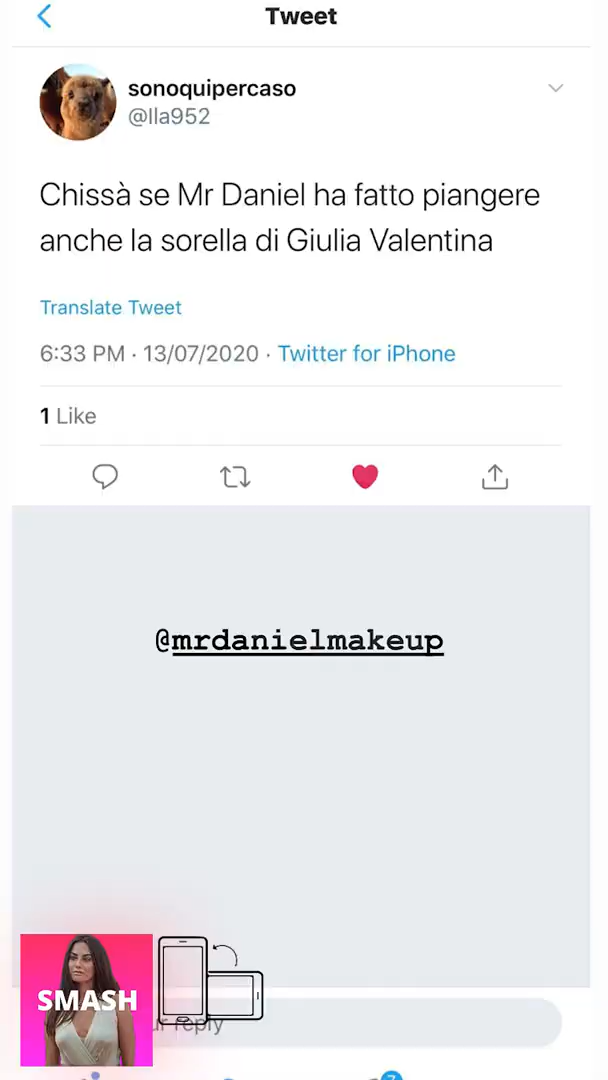 Tweet
sonoquipercaso
@lla952
Chissà se Mr Daniel ha fatto piangere
anche la sorella di Giulia Valentina
Translate Tweet
6:33 PM · 13/07/2020 · Twitter for iPhone
1 Like
@mrdanielmakeup
SMASH
reply